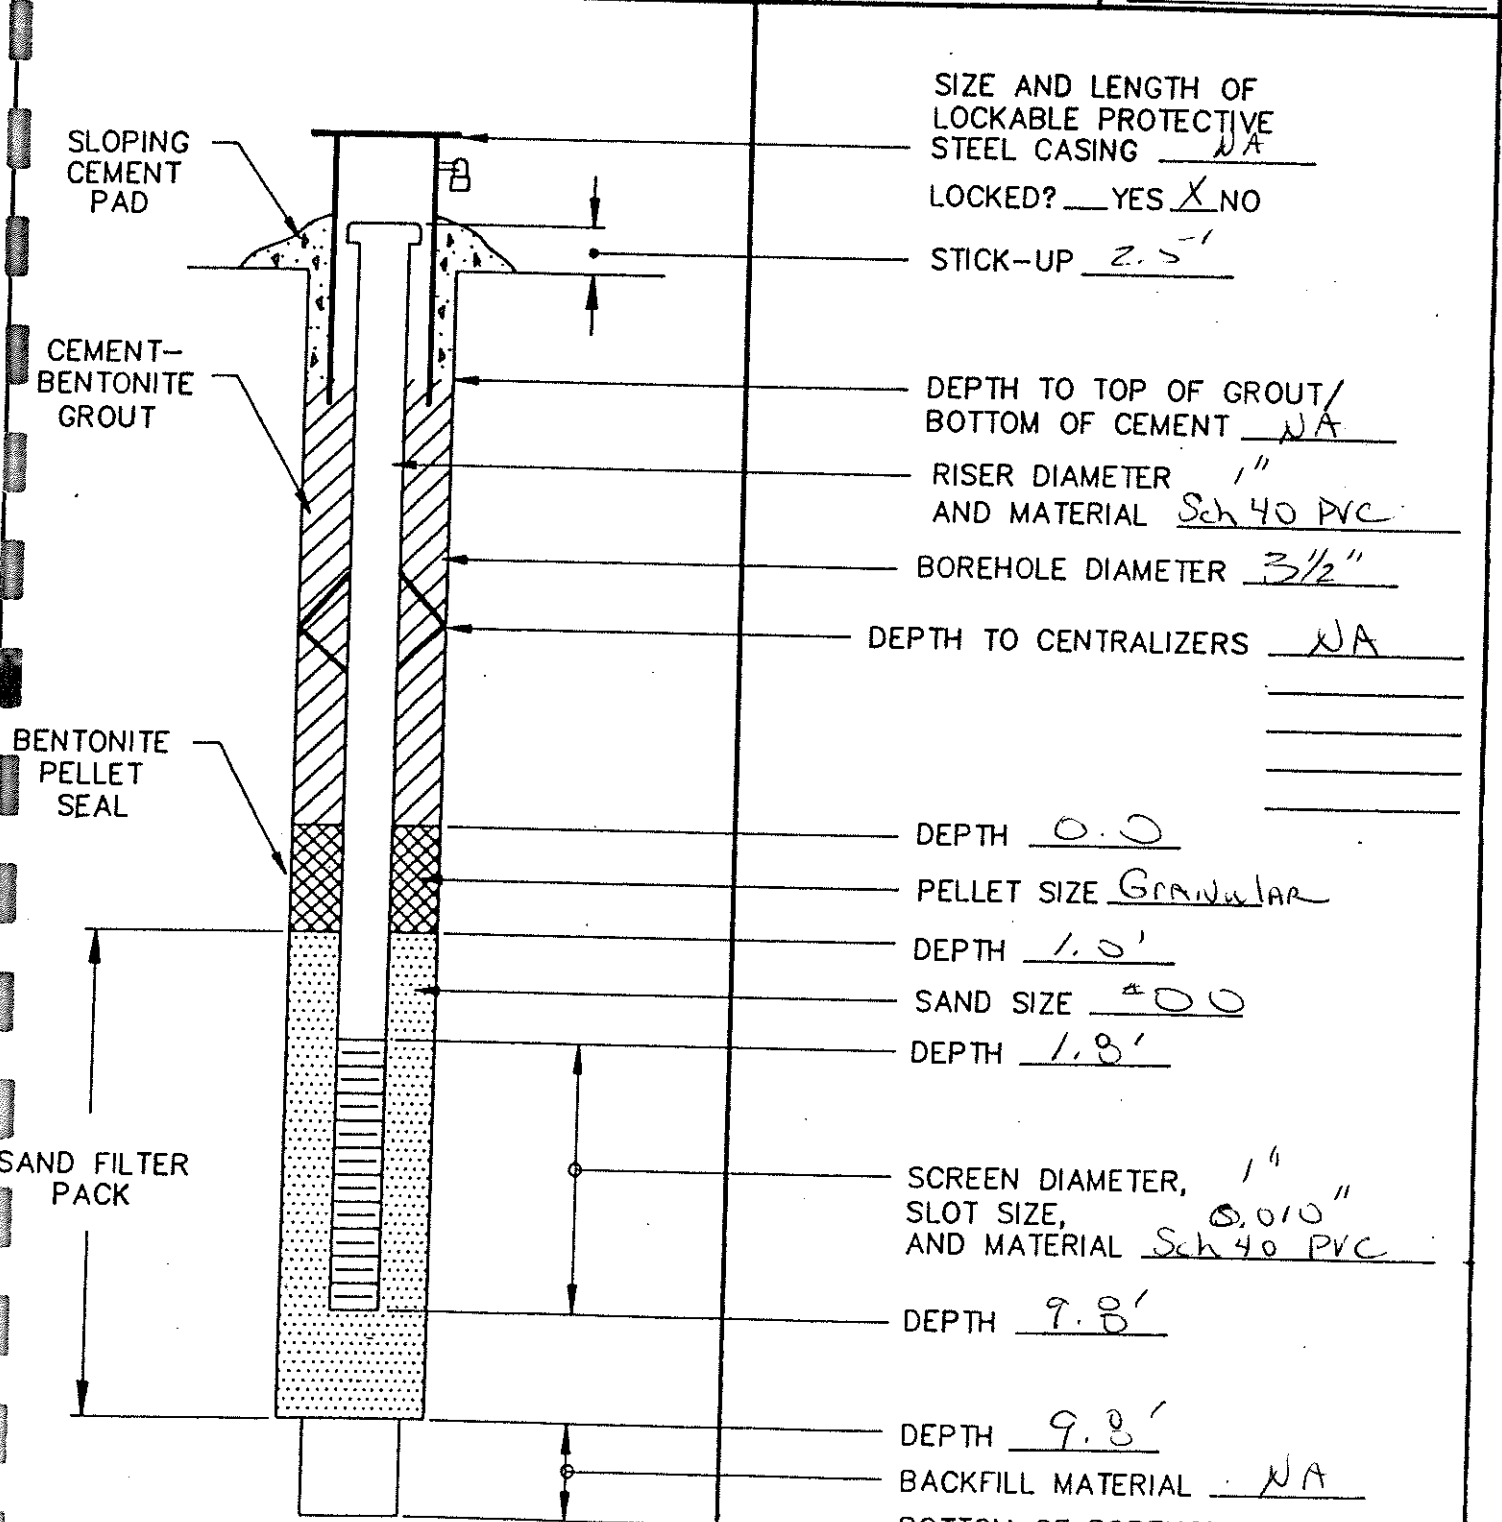 SIZE AND LENGTH OF
LOCKABLE PROTECTIVE
STEEL CASING NA
LOCKED? __ YES X NO
STICK-UP 2.5'
DEPTH TO TOP OF GROUT/
BOTTOM OF CEMENT NA
RISER DIAMETER 1"
AND MATERIAL Sch 40 PVC
BOREHOLE DIAMETER 3½"
DEPTH TO CENTRALIZERS NA
DEPTH 0.0
PELLET SIZE GRANULAR
DEPTH 1.0'
SAND SIZE #00
DEPTH 1.8'
SCREEN DIAMETER, 1"
SLOT SIZE, 0.010"
AND MATERIAL Sch 40 PVC
DEPTH 9.8'
DEPTH 9.8'
BACKFILL MATERIAL NA
SLOPING
CEMENT
PAD
CEMENT-
BENTONITE
GROUT
BENTONITE
PELLET
SEAL
SAND FILTER
PACK